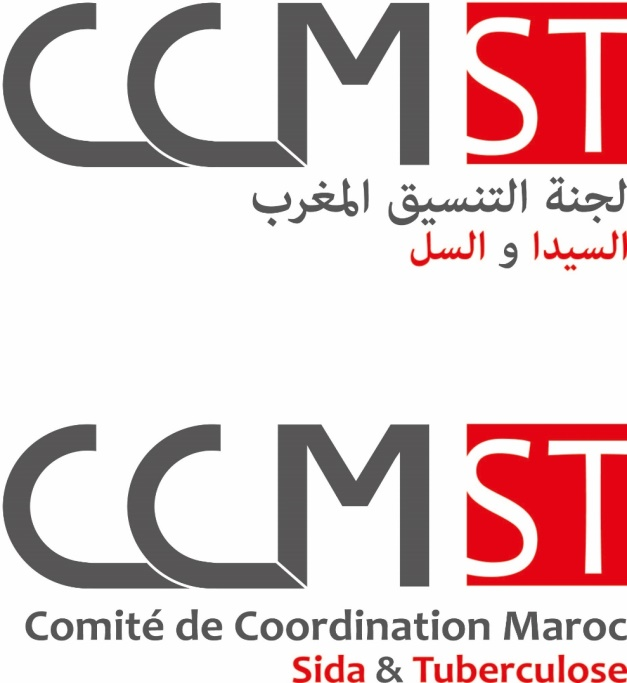 CCMST
لجنة التنسيق المغرب
السيدا و السل
CCMST
Comité de Coordination Maroc
Sida & Tuberculose